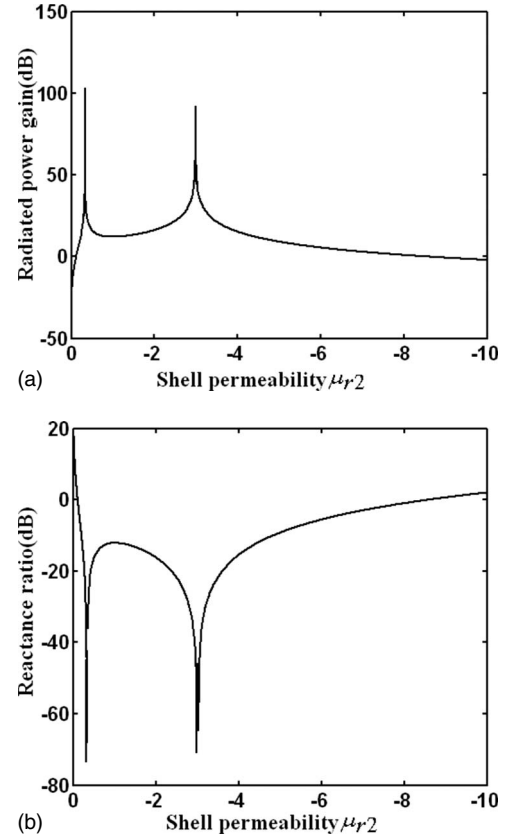 150
100
50
0
-50
Radiated power gain(dB)
0 -2 -4 -6 -8 -10
(a) Shell permeability μr2
20
0
-20
-40
-60
-80
Reactance ratio(dB)
0 -2 -4 -6 -8 -10
(b) Shell permeability μr2